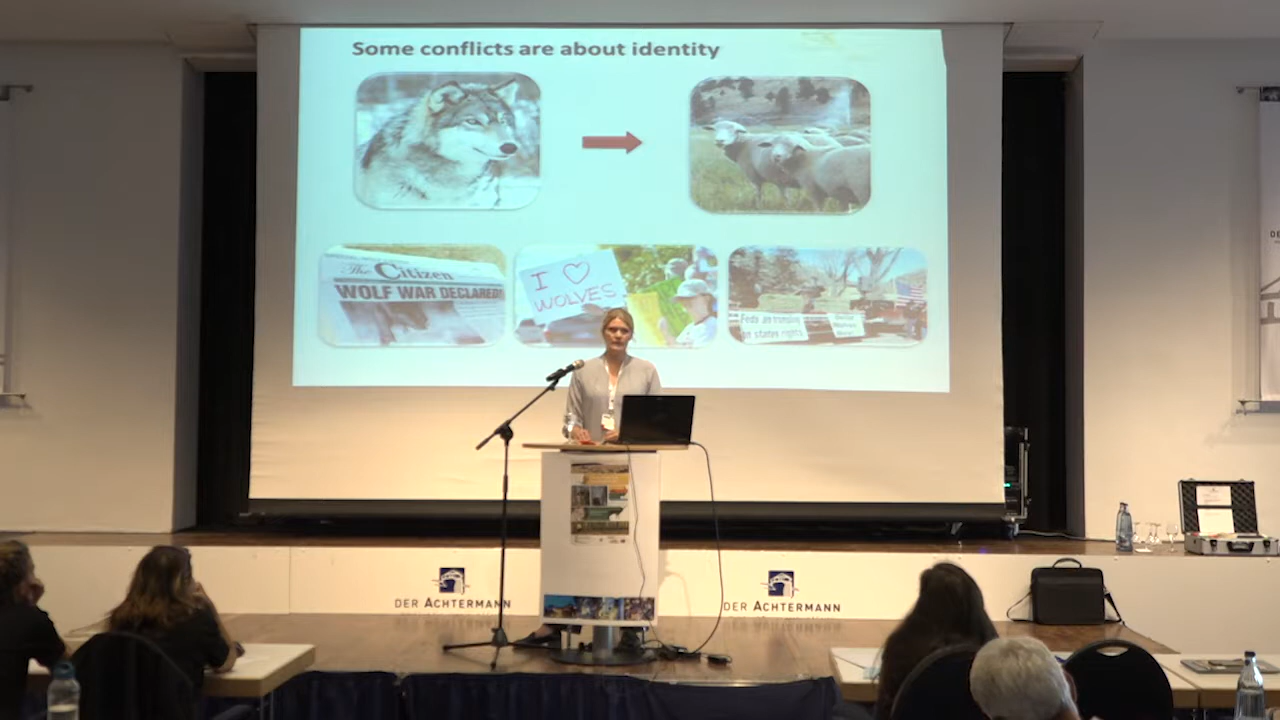 Some conflicts are about identity
The Citizen
WOLF WAR DECLARED!
I ♡
WOLVES
Feds are trampling
on states rights
DER ACHTERMANN
DER ACHTERMANN